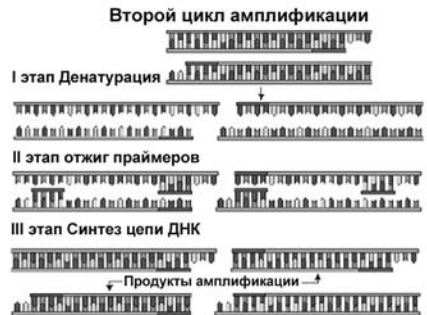 Второй цикл амплификации
I этап Денатурация
II этап отжиг праймеров
III этап Синтез цепи ДНК
Продукты амплификации